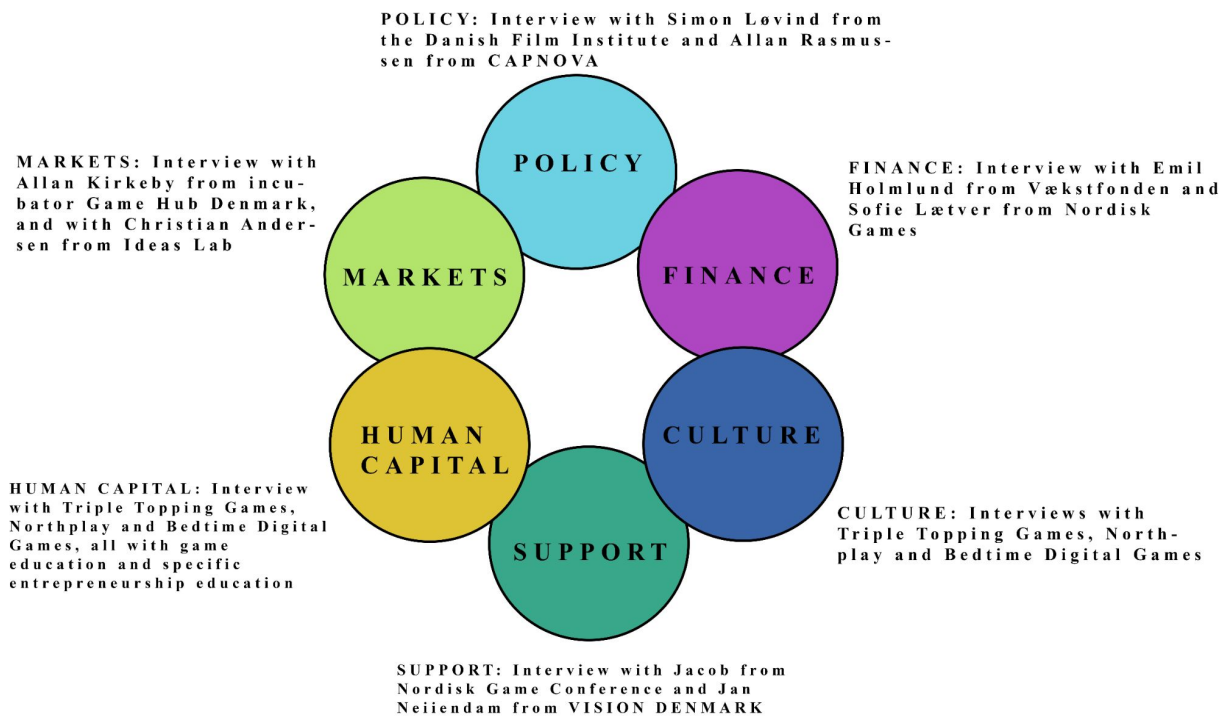 POLICY: Interview with Simon Løvind from
the Danish Film Institute and Allan Rasmus-
sen from CAPNOVA
POLICY
MARKETS: Interview with
Allan Kirkeby from incu-
bator Game Hub Denmark,
and with Christian Ander-
sen from Ideas Lab
MARKETS
FINANCE: Interview with Emil
Holmlund from Vækstfonden and
Sofie Lætver from Nordisk
Games
FINANCE
HUMAN
CAPITAL
CULTURE
HUMAN CAPITAL: Interview
with Triple Topping Games,
Northplay and Bedtime Digital
Games, all with game
education and specific
entrepreneurship education
CULTURE: Interviews with
Triple Topping Games, North-
play and Bedtime Digital Games
SUPPORT
SUPPORT: Interview with Jacob from
Nordisk Game Conference and Jan
Neiiendam from VISION DENMARK